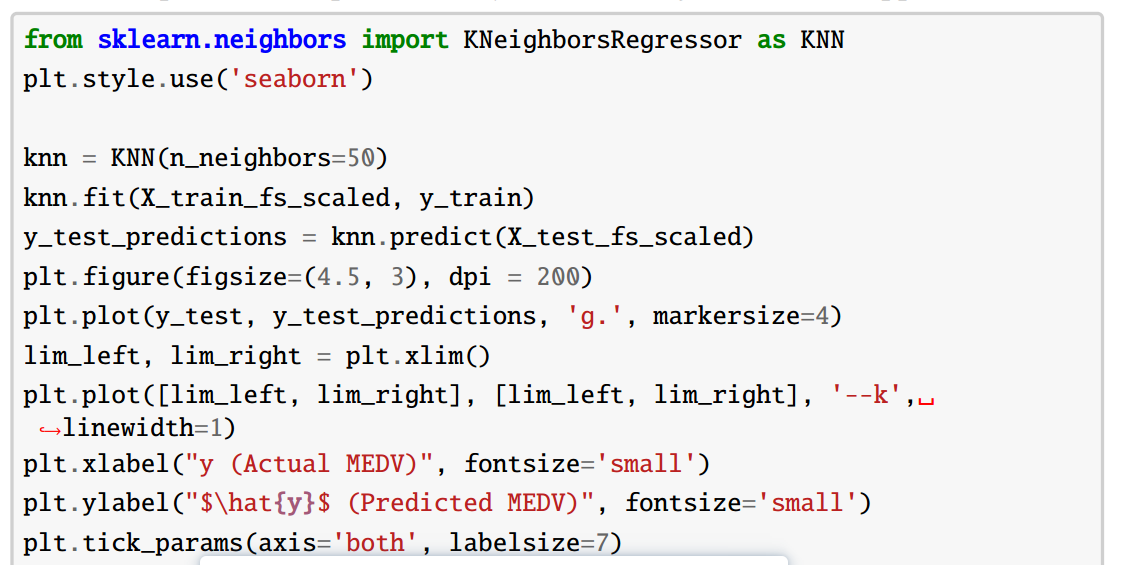 from sklearn.neighbors import KNeighborsRegressor as KNN
plt.style.use('seaborn')
knn = KNN(n_neighbors=50)
knn.fit(X_train_fs_scaled, y_train)
y_test_predictions = knn.predict(X_test_fs_scaled)
plt.figure(figsize=(4.5, 3), dpi = 200)
plt.plot(y_test, y_test_predictions, 'g.', markersize=4)
lim_left, lim_right = plt.xlim()
plt.plot([lim_left, lim_right], [lim_left, lim_right], '--k',␣
↪linewidth=1)
plt.xlabel("y (Actual MEDV)", fontsize='small')
plt.ylabel("$\hat{y}$ (Predicted MEDV)", fontsize='small')
plt.tick_params(axis='both', labelsize=7)